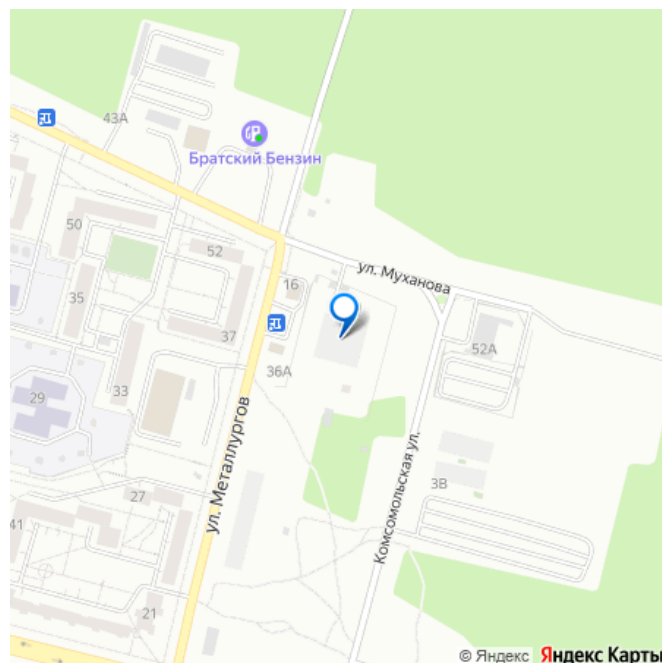 43А
Братский Бензин
50
52
ул. Муханова
16
35
37
52А
36А
33
29
ул. Металлургов
Комсомольская ул.
3В
27
41
21
© Яндекс Яндекс Карты